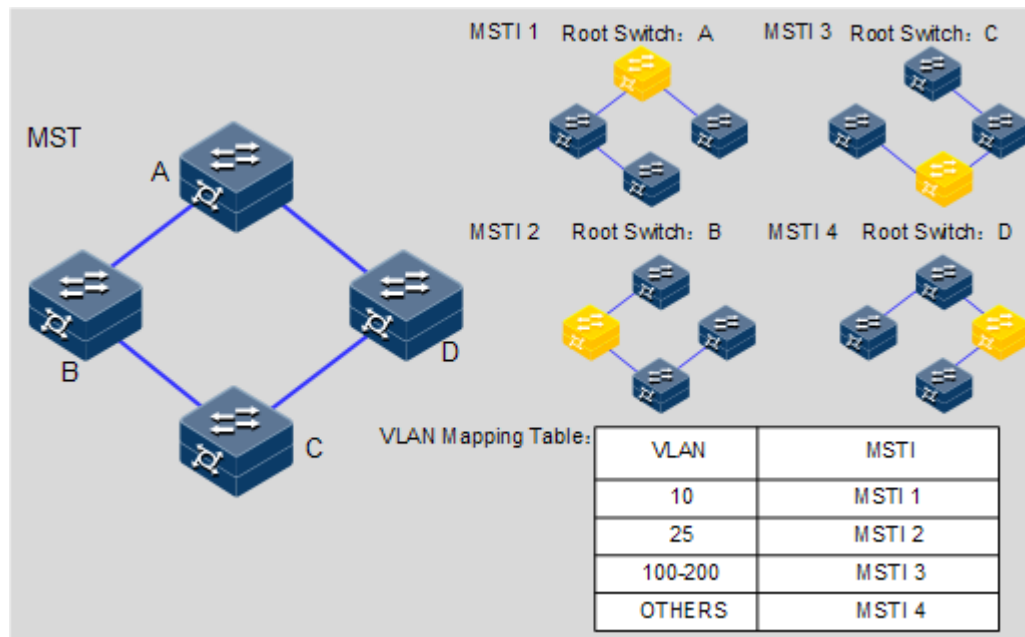 MSTI 1 Root Switch: A
MSTI 3 Root Switch: C
MST
A
B
D
C
MSTI 2 Root Switch: B
MSTI 4 Root Switch: D
VLAN Mapping Table:
VLAN MSTI
10 MSTI 1
25 MSTI 2
100-200 MSTI 3
OTHERS MSTI 4